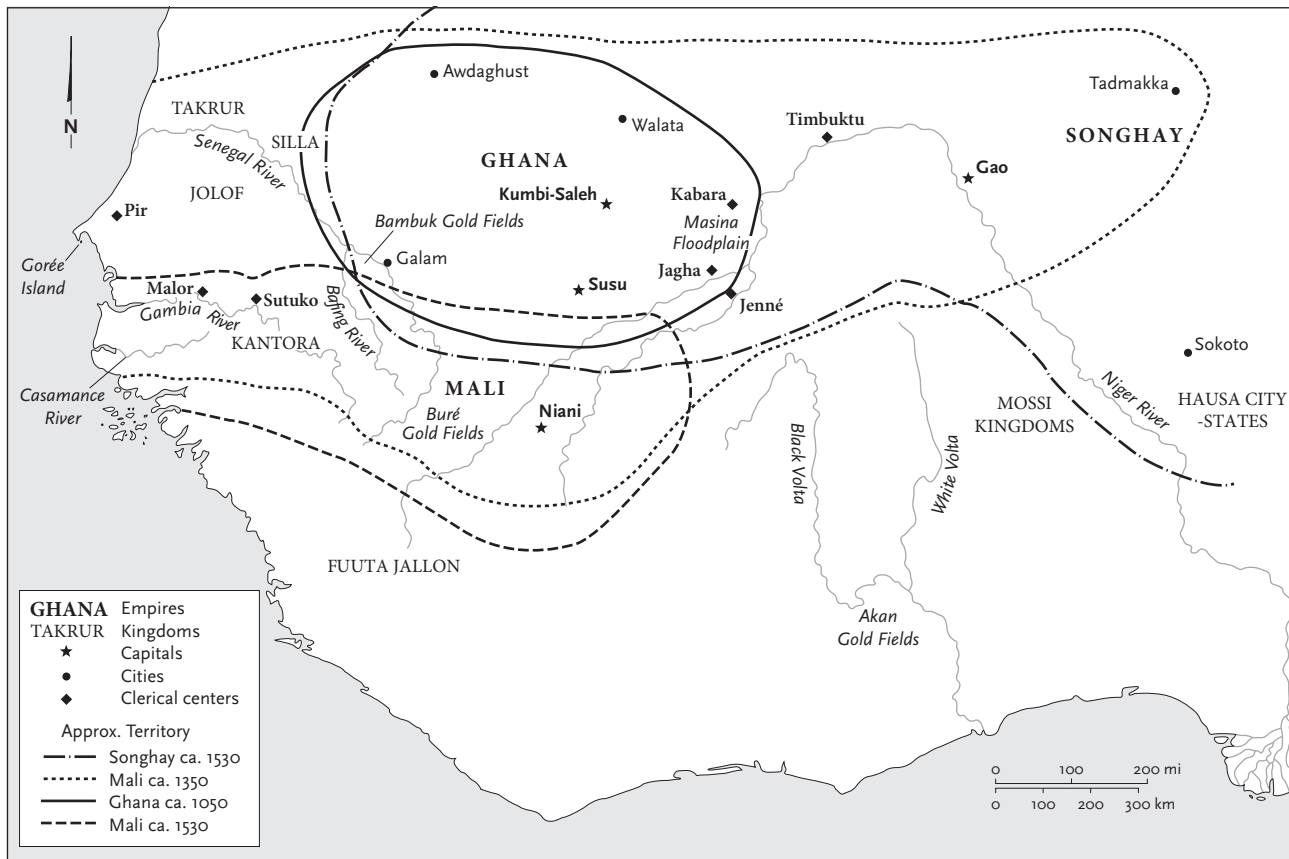 Awdaghust
Tadmakka
TAKRUR
Walata
Timbuktu
N
SILLA
SONGHAY
Senegal River
GHANA
Gao
JOLOF
Kumbi-Saleh
Kabara
Pir
Bambuk Gold Fields
Masina
Floodplain
Gorée
Island
Galam
Jagha
Malor
Susu
Sutuko
Jenné
Gambia River
Bafing River
KANTORA
Sokoto
Casamance
River
MALI
Niger River
HAUSA CITY
-STATES
Buré
Gold Fields
Niani
MOSSI
KINGDOMS
Black Volta
White Volta
FUUTA JALLON
Akan
Gold Fields
GHANA Empires
TAKRUR Kingdoms
Capitals
Cities
Clerical centers
Approx. Territory
Songhay ca. 1530
Mali ca. 1350
Ghana ca. 1050
Mali ca. 1530
0 100 200 mi
0 100 200 300 km